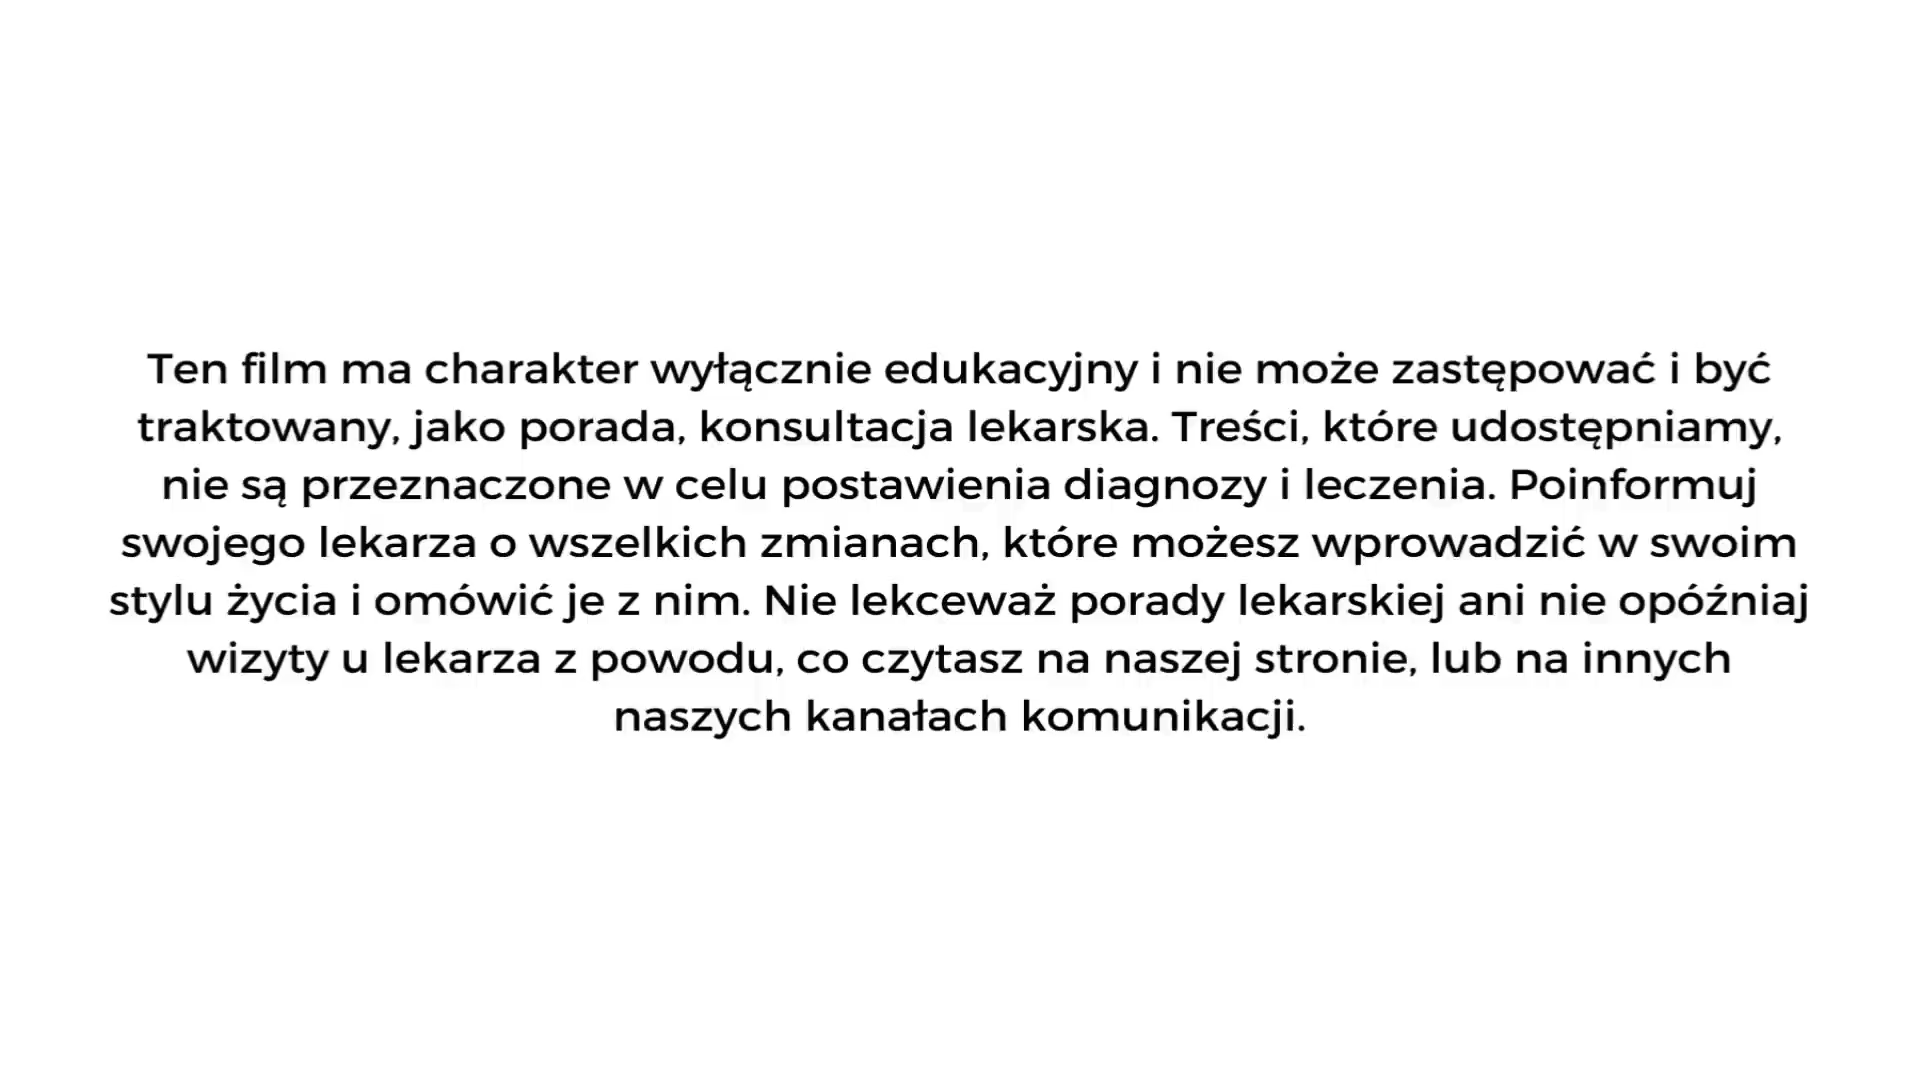 Ten film ma charakter wyłącznie edukacyjny i nie może zastępować i być
traktowany, jako porada, konsultacja lekarska. Treści, które udostępniamy,
nie są przeznaczone w celu postawienia diagnozy i leczenia. Poinformuj
swojego lekarza o wszelkich zmianach, które możesz wprowadzić w swoim
stylu życia i omówić je z nim. Nie lekceważ porady lekarskiej ani nie opóźniaj
wizyty u lekarza z powodu, co czytasz na naszej stronie, lub na innych
naszych kanałach komunikacji.